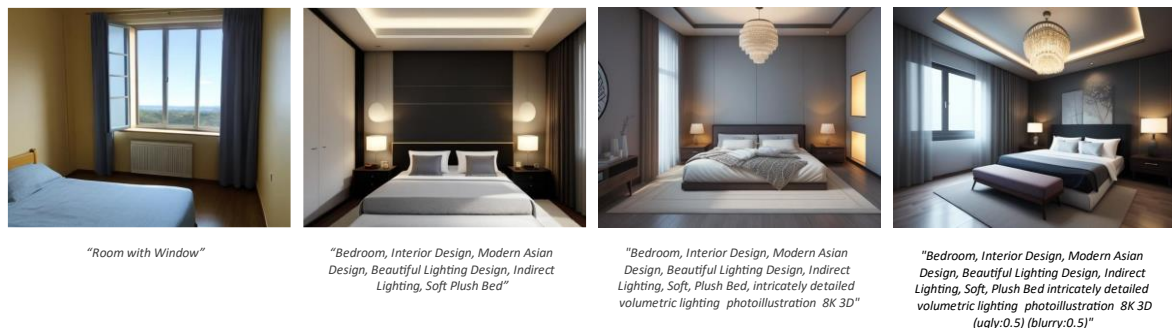 “Room with Window”
“Bedroom, Interior Design, Modern Asian
Design, Beautiful Lighting Design, Indirect
Lighting, Soft Plush Bed”
"Bedroom, Interior Design, Modern Asian
Design, Beautiful Lighting Design, Indirect
Lighting, Soft, Plush Bed, intricately detailed
volumetric lighting photoillustration 8K 3D"
"Bedroom, Interior Design, Modern Asian
Design, Beautiful Lighting Design, Indirect
Lighting, Soft, Plush Bed intricately detailed
volumetric lighting photoillustration 8K 3D
(ugly:0.5) (blurry:0.5)"